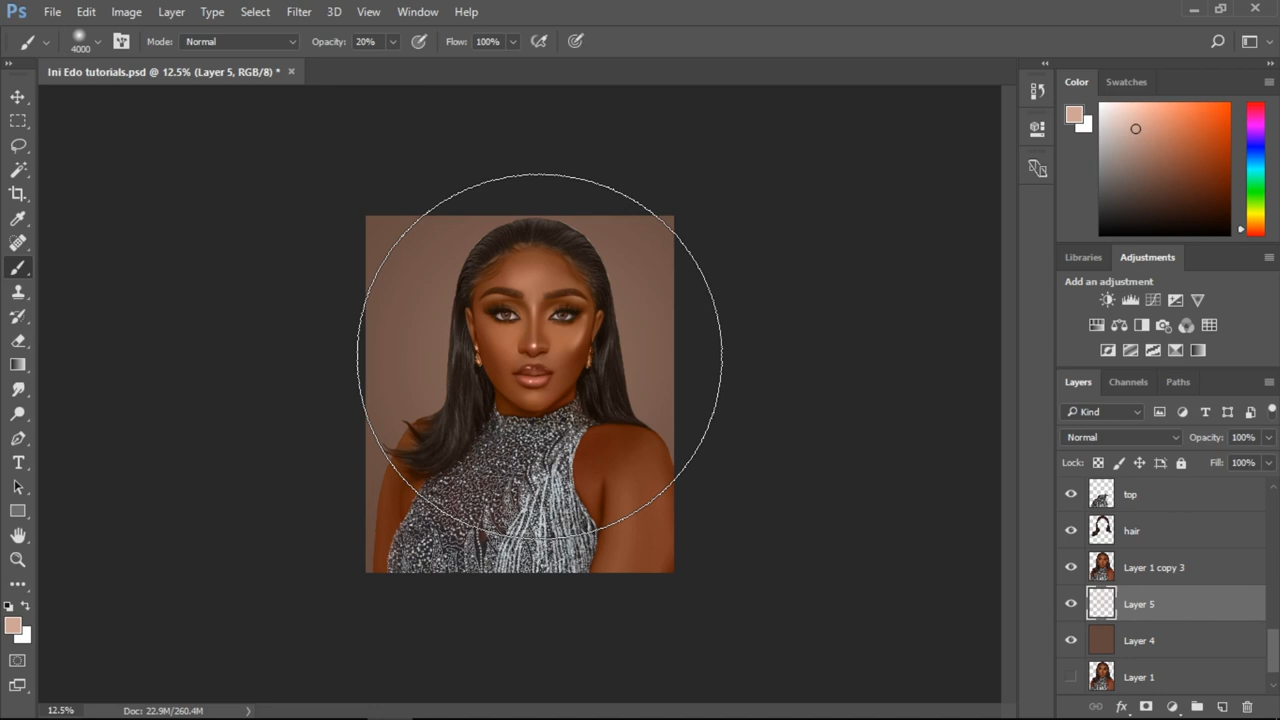 Ps File Edit Image Layer Type Select Filter 3D View Window Help
4000 Mode: Normal Opacity: 20% Flow: 100%
Ini Edo tutorials.psd @ 12.5% (Layer 5, RGB/8) *
Color Swatches
Libraries Adjustments
Add an adjustment
Layers Channels Paths
Kind
Normal Opacity: 100%
Lock: Fill: 100%
top
hair
Layer 1 copy 3
Layer 5
Layer 4
Layer 1
12.5% Doc: 22.9M/260.4M